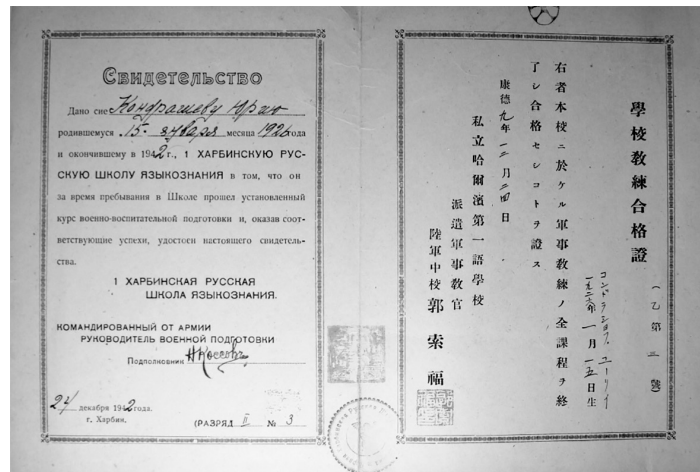 Свидетельство
Дано сие Кондрашеву Юрию
родившемуся 15- января месяца 1926 года
и окончившему в 1942 г., 1 ХАРБИНСКУЮ РУС-
СКУЮ ШКОЛУ ЯЗЫКОЗНАНИЯ в том, что он
за время пребывания в Школе прошел установленный
курс военно-воспитательной подготовки и, оказав соот-
ветствующие успехи, удостоен настоящего свидетель-
ства.
1 ХАРБИНСКАЯ РУССКАЯ
ШКОЛА ЯЗЫКОЗНАНИЯ.
КОМАНДИРОВАННЫЙ ОТ АРМИИ
РУКОВОДИТЕЛЬ ВОЕННОЙ ПОДГОТОВКИ
Подполковник
24 декабря 1942 года.
г. Харбин.
(РАЗРЯД II № 3
學校敎練合格證
(乙第三號)
コンドラショフ、ユーリイ
一九二六年 一月 一五日生
右者本校ニ於ケル軍事敎練ノ全課程ヲ終
了シ合格セシコトヲ證ス
康德九年一二月二四日
私立哈爾濱第一語學校
派遣軍事敎官
陸軍中校 郭索福